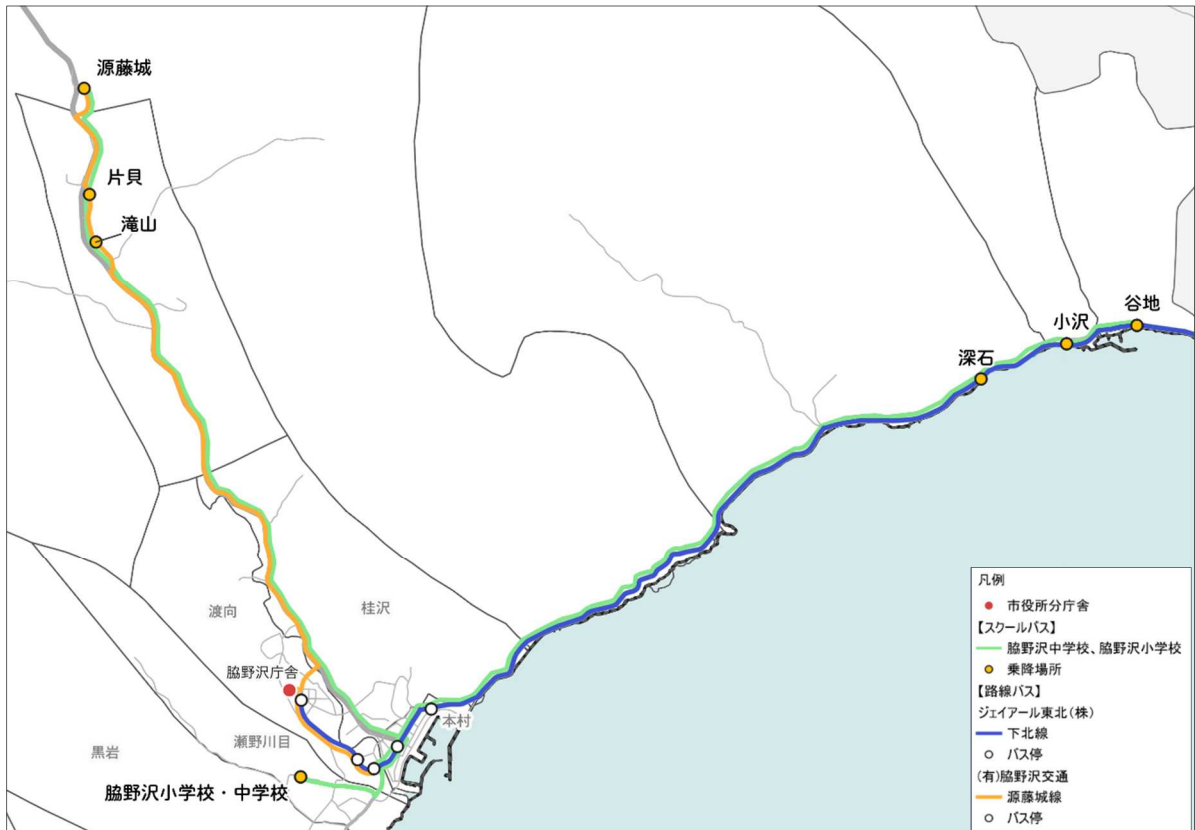 源藤城
片貝
滝山
谷地
小沢
深石
渡向
桂沢
脇野沢庁舎
本村
瀬野川目
黒岩
脇野沢小学校・中学校
凡例
市役所分庁舎
【スクールバス】
脇野沢中学校、脇野沢小学校
乗降場所
【路線バス】
ジェイアール東北(株)
下北線
バス停
(有)脇野沢交通
源藤城線
バス停